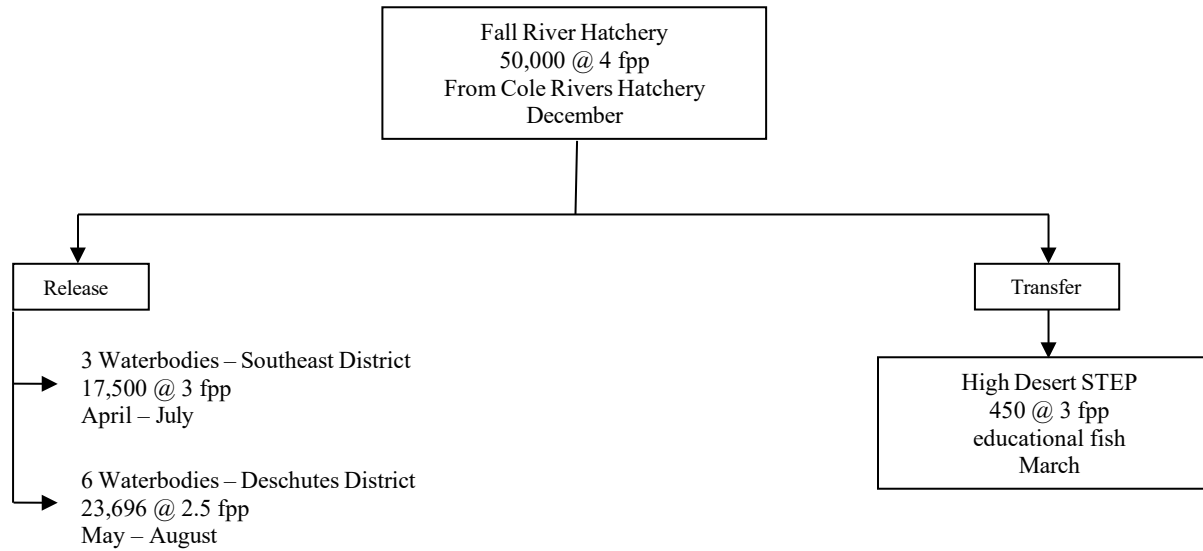 Fall River Hatchery
50,000 @ 4 fpp
From Cole Rivers Hatchery
December
Release
Transfer
3 Waterbodies – Southeast District
17,500 @ 3 fpp
April – July
6 Waterbodies – Deschutes District
23,696 @ 2.5 fpp
May – August
High Desert STEP
450 @ 3 fpp
educational fish
March